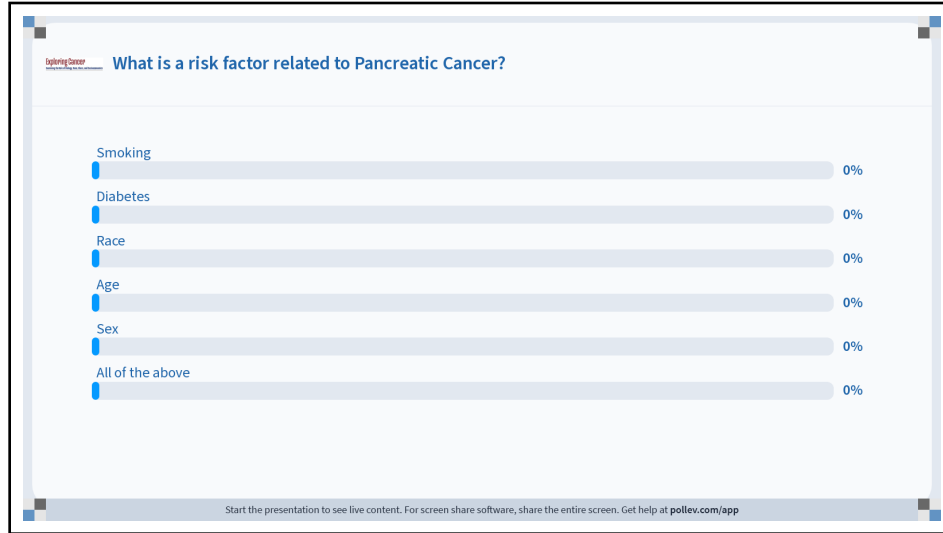 Exploring Cancer
What is a risk factor related to Pancreatic Cancer?
Smoking
0%
Diabetes
0%
Race
0%
Age
0%
Sex
0%
All of the above
0%
Start the presentation to see live content. For screen share software, share the entire screen. Get help at pollev.com/app